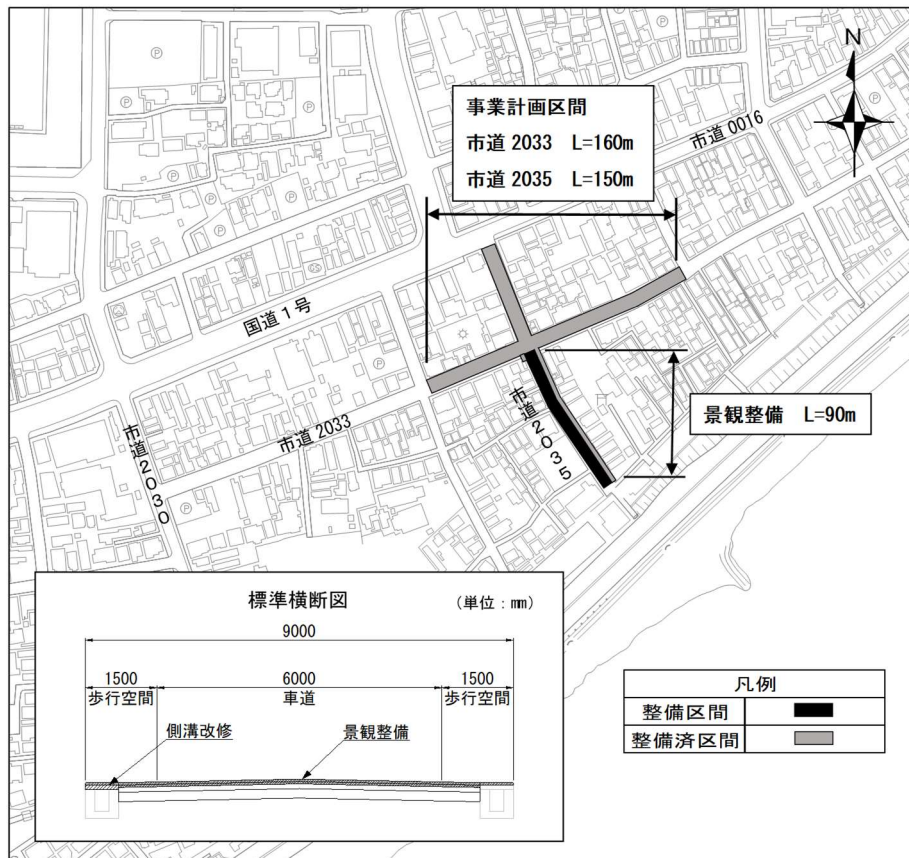 N
事業計画区間
市道 2033 L=160m
市道 2035 L=150m
市道 0016
国道1号
市道 2033
市道2030
市道2035
景観整備 L=90m
標準横断図 (単位:mm)
9000
1500 6000 1500
歩行空間 車道 歩行空間
側溝改修 景観整備
凡例
整備区間
整備済区間
P
P
P
P
P
P
P
P
P